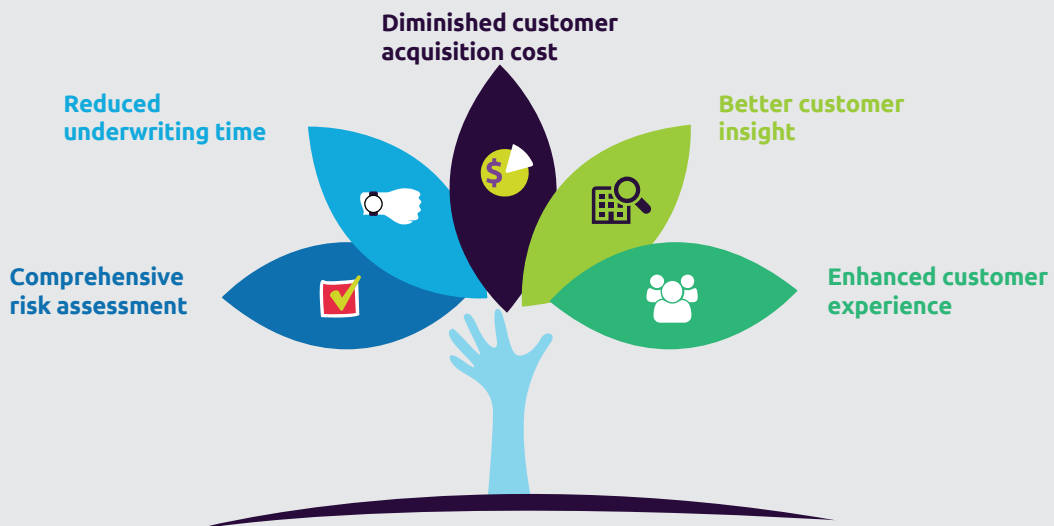 Diminished customer
acquisition cost
Reduced
underwriting time
Better customer
insight
$
Comprehensive
risk assessment
Enhanced customer
experience